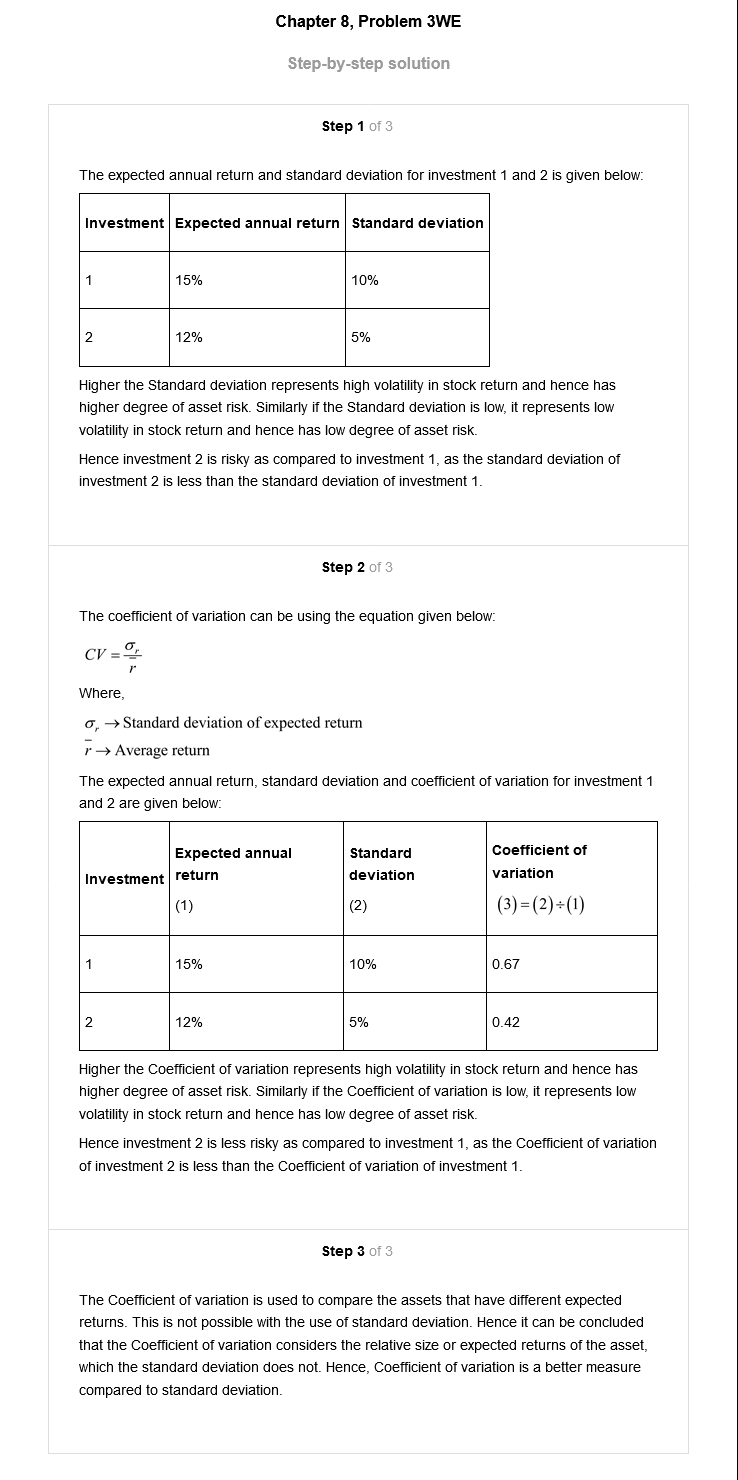 Chapter 8, Problem 3WE
Step-by-step solution
Step 1 of 3
The expected annual return and standard deviation for investment 1 and 2 is given below:
Investment Expected annual return Standard deviation
1 15% 10%
2 12% 5%
Higher the Standard deviation represents high volatility in stock return and hence has
higher degree of asset risk. Similarly if the Standard deviation is low, it represents low
volatility in stock return and hence has low degree of asset risk.
Hence investment 2 is risky as compared to investment 1, as the standard deviation of
investment 2 is less than the standard deviation of investment 1.
Step 2 of 3
The coefficient of variation can be using the equation given below:
CV = σr / r̄
Where,
σr → Standard deviation of expected return
r̄ → Average return
The expected annual return, standard deviation and coefficient of variation for investment 1
and 2 are given below:
Investment Expected annual return (1) Standard deviation (2) Coefficient of variation (3)=(2)÷(1)
1 15% 10% 0.67
2 12% 5% 0.42
Higher the Coefficient of variation represents high volatility in stock return and hence has
higher degree of asset risk. Similarly if the Coefficient of variation is low, it represents low
volatility in stock return and hence has low degree of asset risk.
Hence investment 2 is less risky as compared to investment 1, as the Coefficient of variation
of investment 2 is less than the Coefficient of variation of investment 1.
Step 3 of 3
The Coefficient of variation is used to compare the assets that have different expected
returns. This is not possible with the use of standard deviation. Hence it can be concluded
that the Coefficient of variation considers the relative size or expected returns of the asset,
which the standard deviation does not. Hence, Coefficient of variation is a better measure
compared to standard deviation.